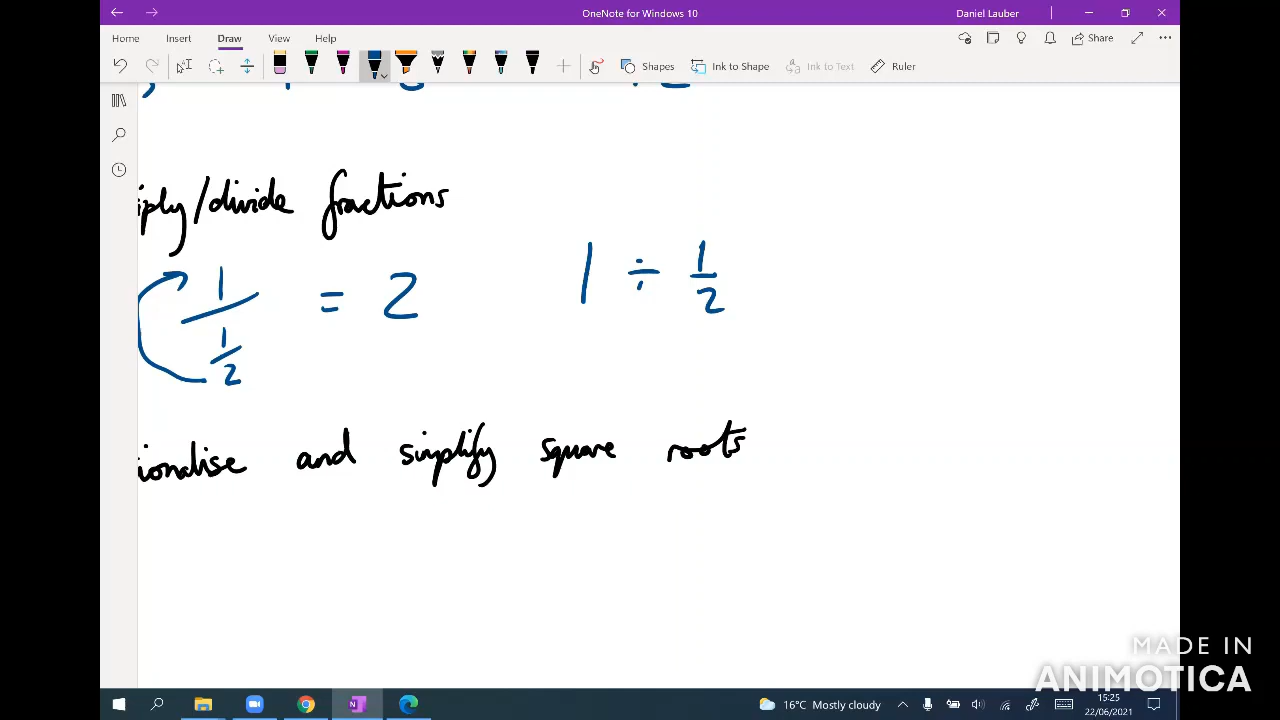 OneNote for Windows 10
Daniel Lauber
Home Insert Draw View Help
Share
Shapes Ink to Shape Ink to Text Ruler
iply/divide fractions
1
1/2 = 2
1 ÷ 1/2
ionalise and simplify square roots
MADE IN
ANIMOTICA
16°C Mostly cloudy
15:25
22/06/2021